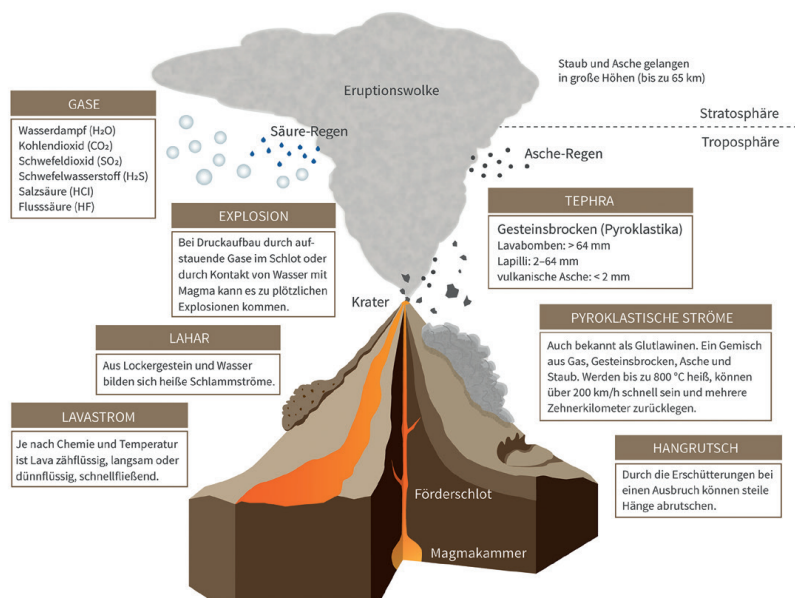 Staub und Asche gelangen
in große Höhen (bis zu 65 km)
Eruptionswolke
Stratosphäre
Troposphäre
GASE
Wasserdampf (H₂O)
Kohlendioxid (CO₂)
Schwefeldioxid (SO₂)
Schwefelwasserstoff (H₂S)
Salzsäure (HCl)
Flusssäure (HF)
Säure-Regen
Asche-Regen
EXPLOSION
Bei Druckaufbau durch auf-
stauende Gase im Schlot oder
durch Kontakt von Wasser mit
Magma kann es zu plötzlichen
Explosionen kommen.
TEPHRA
Gesteinsbrocken (Pyroklastika)
Lavabomben: > 64 mm
Lapilli: 2–64 mm
vulkanische Asche: < 2 mm
Krater
LAHAR
Aus Lockergestein und Wasser
bilden sich heiße Schlammströme.
PYROKLASTISCHE STRÖME
Auch bekannt als Glutlawinen. Ein Gemisch
aus Gas, Gesteinsbrocken, Asche und
Staub. Werden bis zu 800 °C heiß, können
über 200 km/h schnell sein und mehrere
Zehnerkilometer zurücklegen.
LAVASTROM
Je nach Chemie und Temperatur
ist Lava zähflüssig, langsam oder
dünnflüssig, schnellfließend.
HANGRUTSCH
Durch die Erschütterungen bei
einen Ausbruch können steile
Hänge abrutschen.
Förderschlot
Magmakammer